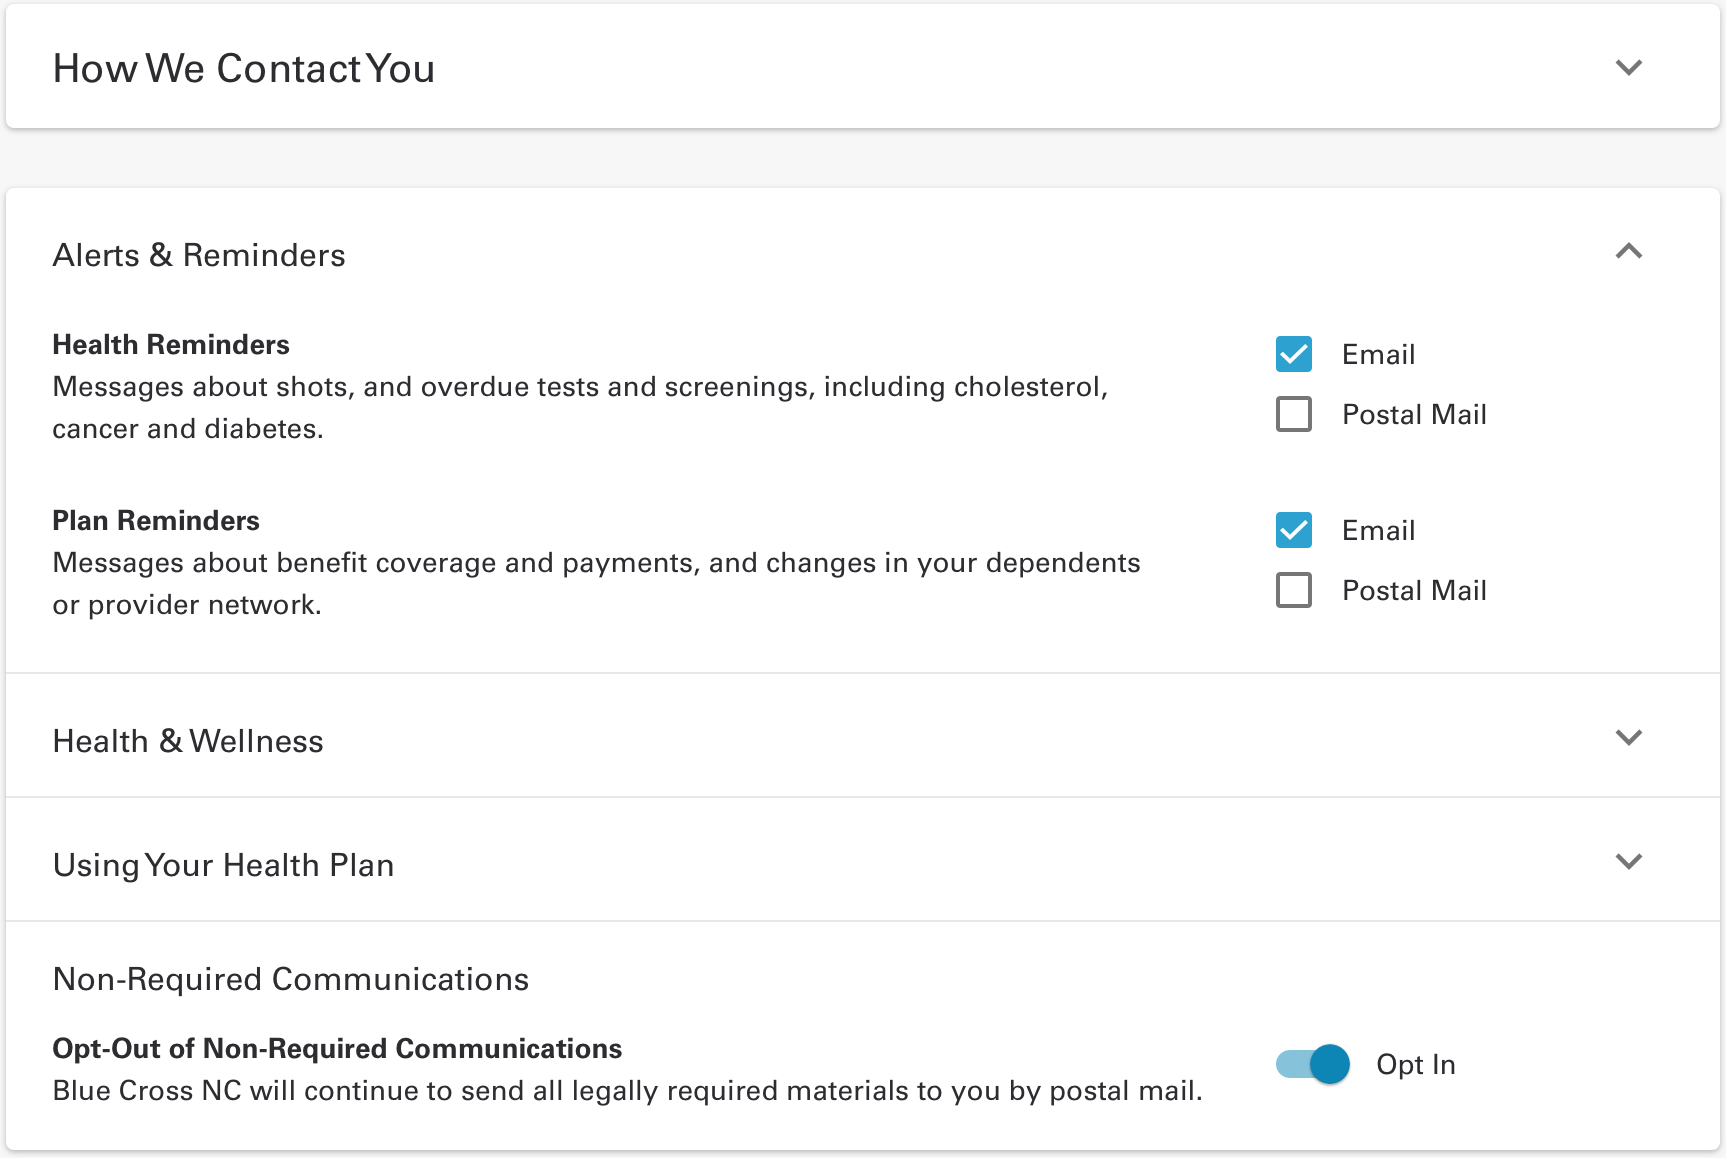 How We Contact You
Alerts & Reminders
Health Reminders
Messages about shots, and overdue tests and screenings, including cholesterol,
cancer and diabetes.
Email
Postal Mail
Plan Reminders
Messages about benefit coverage and payments, and changes in your dependents
or provider network.
Email
Postal Mail
Health & Wellness
Using Your Health Plan
Non-Required Communications
Opt-Out of Non-Required Communications
Blue Cross NC will continue to send all legally required materials to you by postal mail.
Opt In